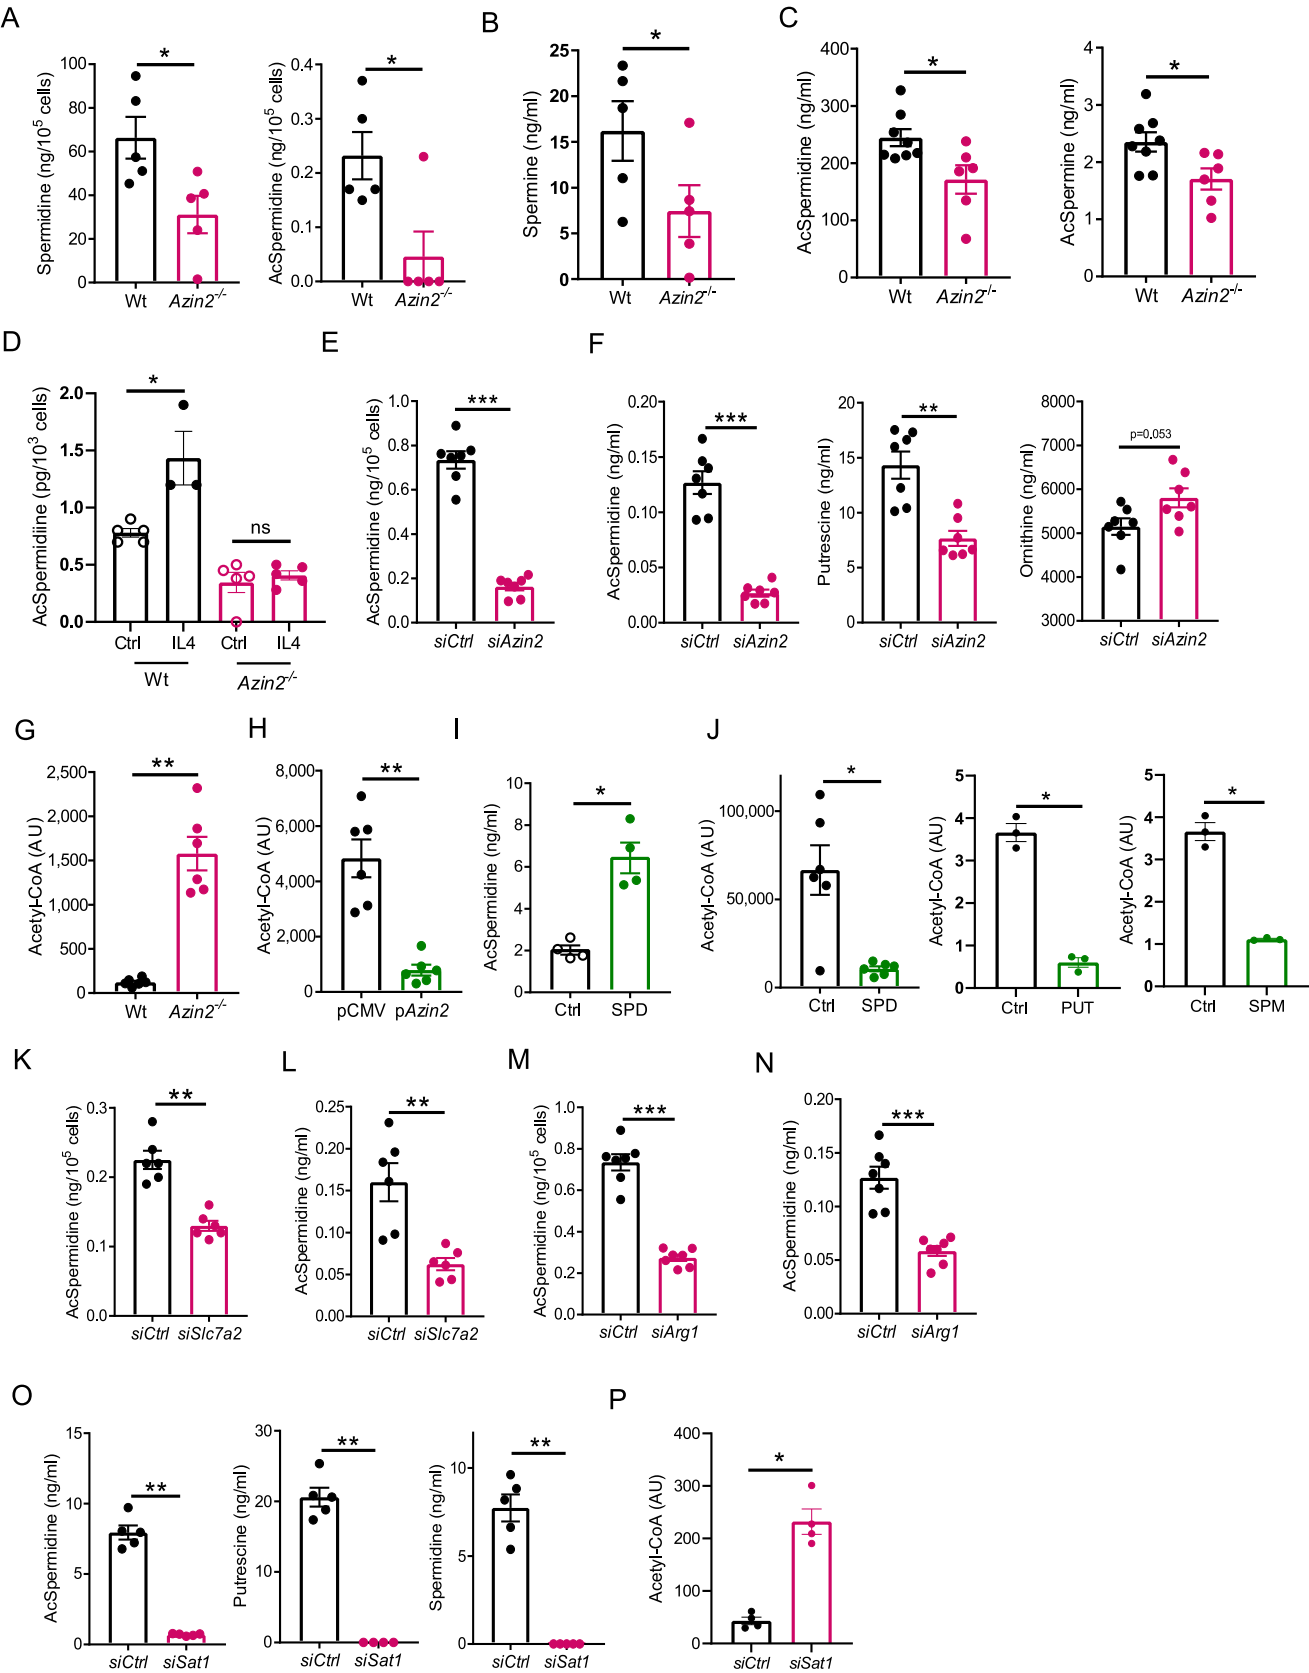 A
Spermidine (ng/10⁵ cells)
100
80
60
40
20
0
*
Wt
Azin2⁻/⁻
AcSpermidine (ng/10⁵ cells)
0.4
0.3
0.2
0.1
0.0
*
Wt
Azin2⁻/⁻
B
Spermine (ng/ml)
25
20
15
10
5
0
*
Wt
Azin2⁻/⁻
C
AcSpermidine (ng/ml)
400
300
200
100
0
*
Wt
Azin2⁻/⁻
AcSpermidine (ng/ml)
4
3
2
1
0
*
Wt
Azin2⁻/⁻
D
AcSpermidiine (pg/10³ cells)
2.0
1.5
1.0
0.5
0.0
*
ns
Ctrl
IL4
Ctrl
IL4
Wt
Azin2⁻/⁻
E
AcSpermidine (ng/10⁵ cells)
1.0
0.8
0.6
0.4
0.2
0.0
***
siCtrl
siAzin2
F
AcSpermidine (ng/ml)
0.20
0.15
0.10
0.05
0.00
***
siCtrl
siAzin2
Putrescine (ng/ml)
20
15
10
5
0
**
siCtrl
siAzin2
Ornithine (ng/ml)
8000
7000
6000
5000
4000
3000
p=0.053
siCtrl
siAzin2
G
Acetyl-CoA (AU)
2,500
2,000
1,500
1,000
500
0
**
Wt
Azin2⁻/⁻
H
Acetyl-CoA (AU)
8,000
6,000
4,000
2,000
0
**
pCMV
pAzin2
I
AcSpermidine (ng/ml)
10
8
6
4
2
0
*
Ctrl
SPD
J
Acetyl-CoA (AU)
100,000
50,000
0
*
Ctrl
SPD
Acetyl-CoA (AU)
5
4
3
2
1
0
*
Ctrl
PUT
Acetyl-CoA (AU)
5
4
3
2
1
0
*
Ctrl
SPM
K
AcSpermidine (ng/10⁵ cells)
0.3
0.2
0.1
0.0
**
siCtrl
siSlc7a2
L
AcSpermidine (ng/ml)
0.25
0.20
0.15
0.10
0.05
0.00
**
siCtrl
siSlc7a2
M
AcSpermidine (ng/10⁵ cells)
1.0
0.8
0.6
0.4
0.2
0.0
***
siCtrl
siArg1
N
AcSpermidine (ng/ml)
0.20
0.15
0.10
0.05
0.00
***
siCtrl
siArg1
O
AcSpermidine (ng/ml)
15
10
5
0
**
siCtrl
siSat1
Putrescine (ng/ml)
30
20
10
0
**
siCtrl
siSat1
Spermidine (ng/ml)
10
5
0
**
siCtrl
siSat1
P
Acetyl-CoA (AU)
400
300
200
100
0
*
siCtrl
siSat1